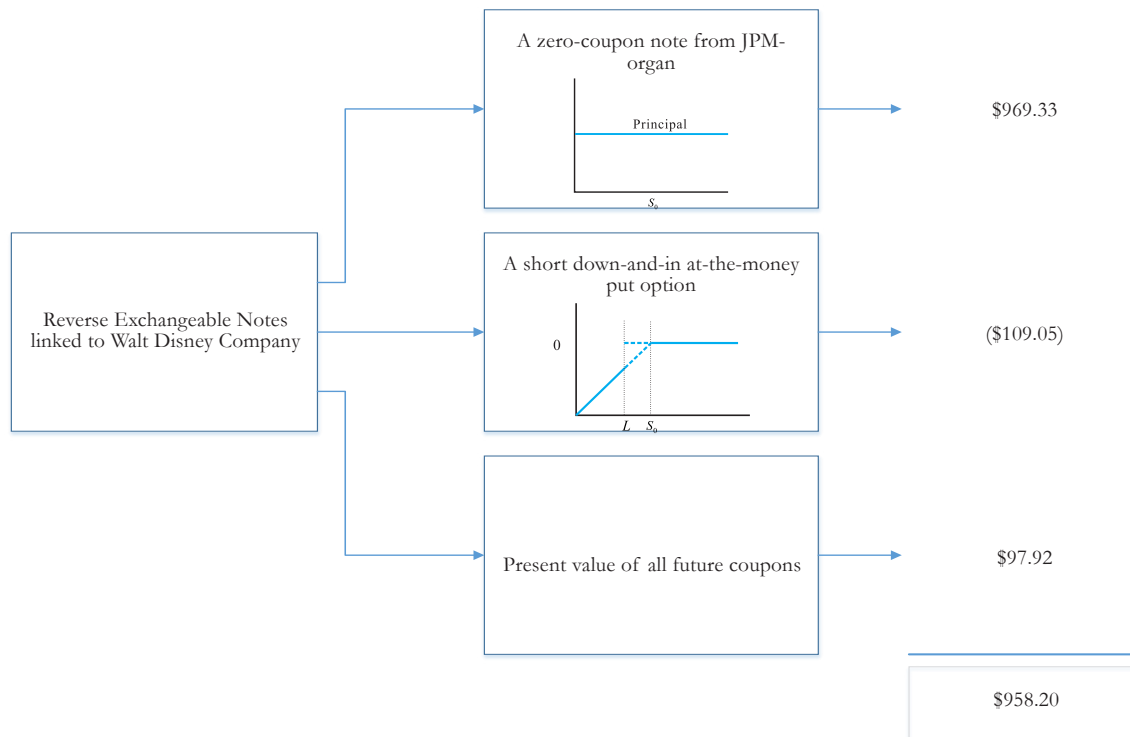 A zero-coupon note from JPM-
organ
Principal
S₀
$969.33
Reverse Exchangeable Notes
linked to Walt Disney Company
A short down-and-in at-the-money
put option
0
L S₀
($109.05)
Present value of all future coupons
$97.92
$958.20